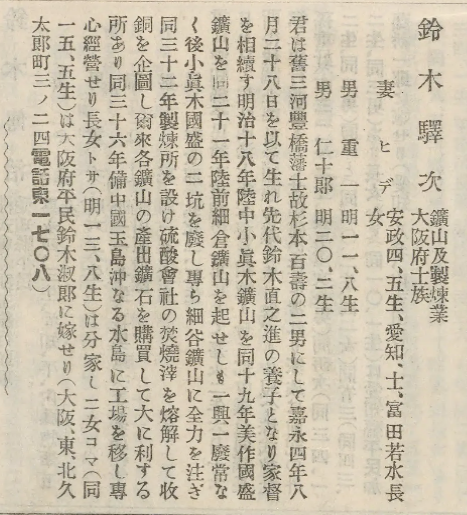 鈴木驛次
鑛山及製煉業
大阪府士族
妻 ヒデ 安政四、五生、愛知、士、富田若水長女
男 重一 明一一、八生
男 仁十郞 明二〇、二生
君は舊三河豐橋藩士故杉本百壽の二男にして嘉永四年八
月二十八日を以て生れ先代鈴木直之進の養子となり家督
を相續す明治十八年陸中小眞木鑛山を同十九年美作國盛
鑛山を同二十一年陸前細倉鑛山を起せしも一興一廢常な
く後小眞木國盛の二坑を廢し專ら細谷鑛山に全力を注ぎ
同三十二年製煉所を設け硫酸會社の焚燒滓を熔解して收
銅を企圖し爾來各鑛山の產出鑛石を購買して大に利する
所あり同三十六年備中國玉島沖なる水島に工場を移し專
心經營せり長女トサ(明一三、八生)は分家し二女コマ(同
一五、五生)は大阪府平民鈴木淑郞に嫁せり(大阪、東、北久
太郞町三ノ二四電話東一七〇八)